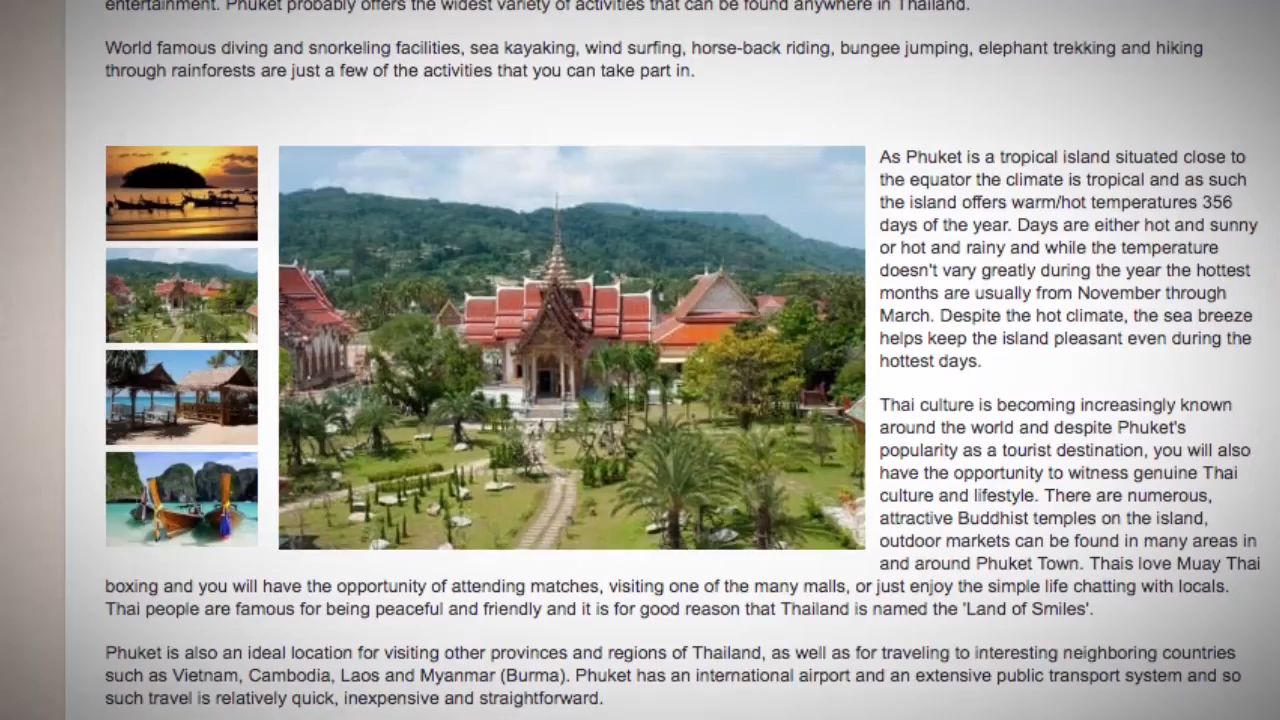 entertainment. Phuket probably offers the widest variety of activities that can be found anywhere in Thailand.
World famous diving and snorkeling facilities, sea kayaking, wind surfing, horse-back riding, bungee jumping, elephant trekking and hiking
through rainforests are just a few of the activities that you can take part in.
As Phuket is a tropical island situated close to
the equator the climate is tropical and as such
the island offers warm/hot temperatures 356
days of the year. Days are either hot and sunny
or hot and rainy and while the temperature
doesn't vary greatly during the year the hottest
months are usually from November through
March. Despite the hot climate, the sea breeze
helps keep the island pleasant even during the
hottest days.
Thai culture is becoming increasingly known
around the world and despite Phuket's
popularity as a tourist destination, you will also
have the opportunity to witness genuine Thai
culture and lifestyle. There are numerous,
attractive Buddhist temples on the island,
outdoor markets can be found in many areas in
and around Phuket Town. Thais love Muay Thai
boxing and you will have the opportunity of attending matches, visiting one of the many malls, or just enjoy the simple life chatting with locals.
Thai people are famous for being peaceful and friendly and it is for good reason that Thailand is named the 'Land of Smiles'.
Phuket is also an ideal location for visiting other provinces and regions of Thailand, as well as for traveling to interesting neighboring countries
such as Vietnam, Cambodia, Laos and Myanmar (Burma). Phuket has an international airport and an extensive public transport system and so
such travel is relatively quick, inexpensive and straightforward.